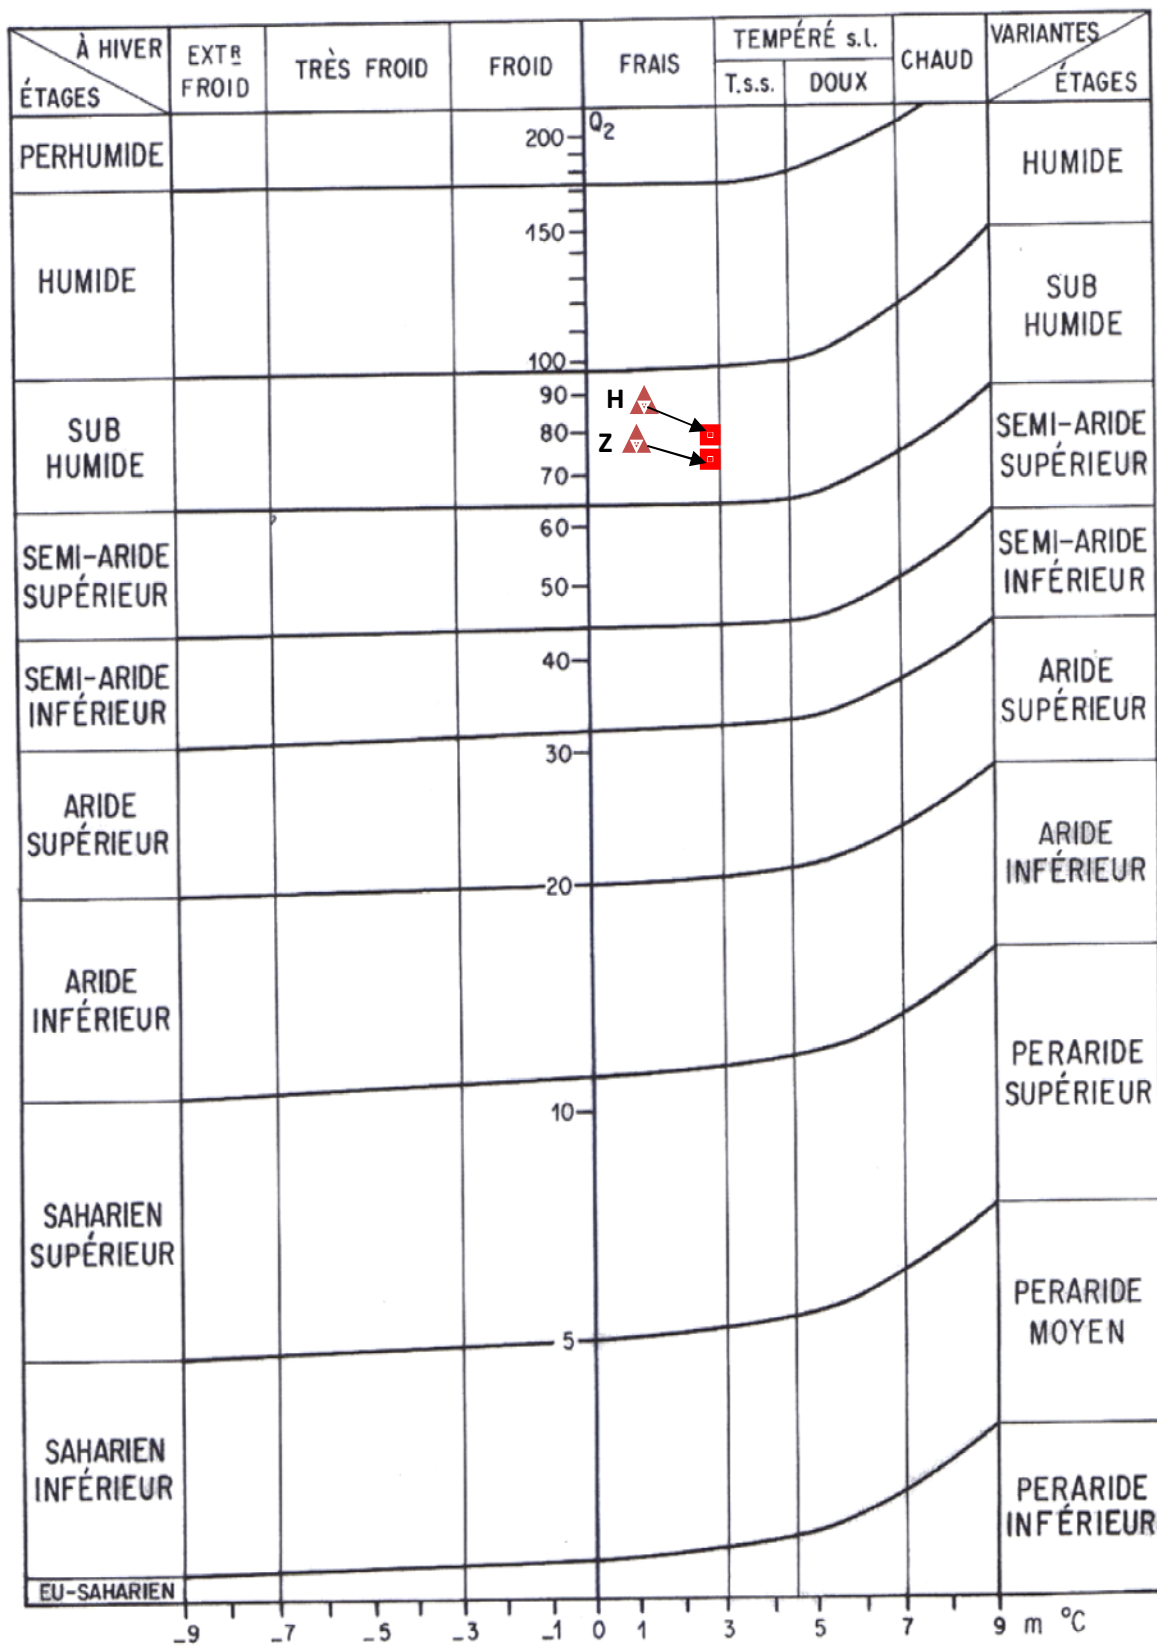 À HIVER
ÉTAGES
EXTR
FROID
TRÈS FROID
FROID
FRAIS
TEMPÉRÉ s.l.
T.s.s.
DOUX
CHAUD
VARIANTES
ÉTAGES
PERHUMIDE
HUMIDE
SUB
HUMIDE
SEMI-ARIDE
SUPÉRIEUR
SEMI-ARIDE
INFÉRIEUR
ARIDE
SUPÉRIEUR
ARIDE
INFÉRIEUR
SAHARIEN
SUPÉRIEUR
SAHARIEN
INFÉRIEUR
EU-SAHARIEN
Q2
200
150
100
90
80
70
60
50
40
30
20
10
5
H
Z
HUMIDE
SUB
HUMIDE
SEMI-ARIDE
SUPÉRIEUR
SEMI-ARIDE
INFÉRIEUR
ARIDE
SUPÉRIEUR
ARIDE
INFÉRIEUR
PERARIDE
SUPÉRIEUR
PERARIDE
MOYEN
PERARIDE
INFÉRIEUR
-9 -7 -5 -3 -1 0 1 3 5 7 9 m °C